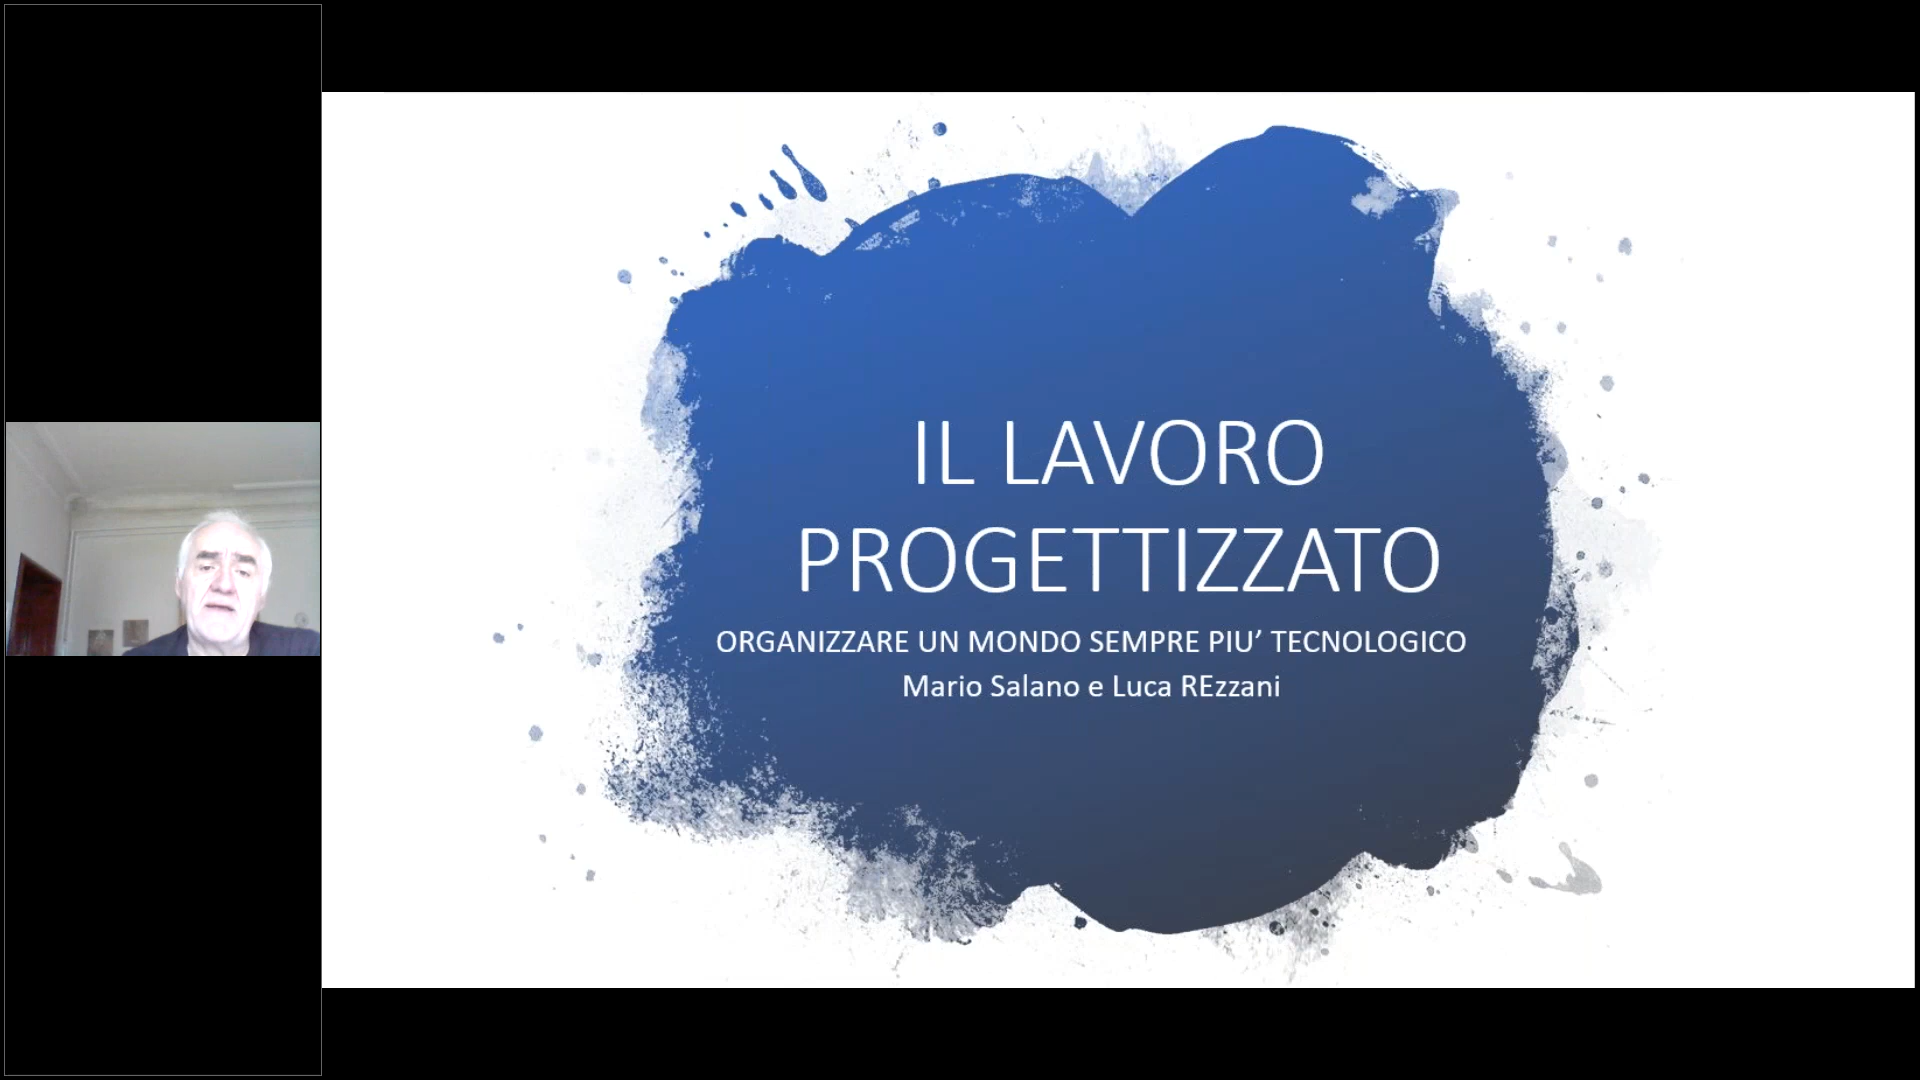 IL LAVORO
PROGETTIZZATO
ORGANIZZARE UN MONDO SEMPRE PIU’ TECNOLOGICO
Mario Salano e Luca REzzani